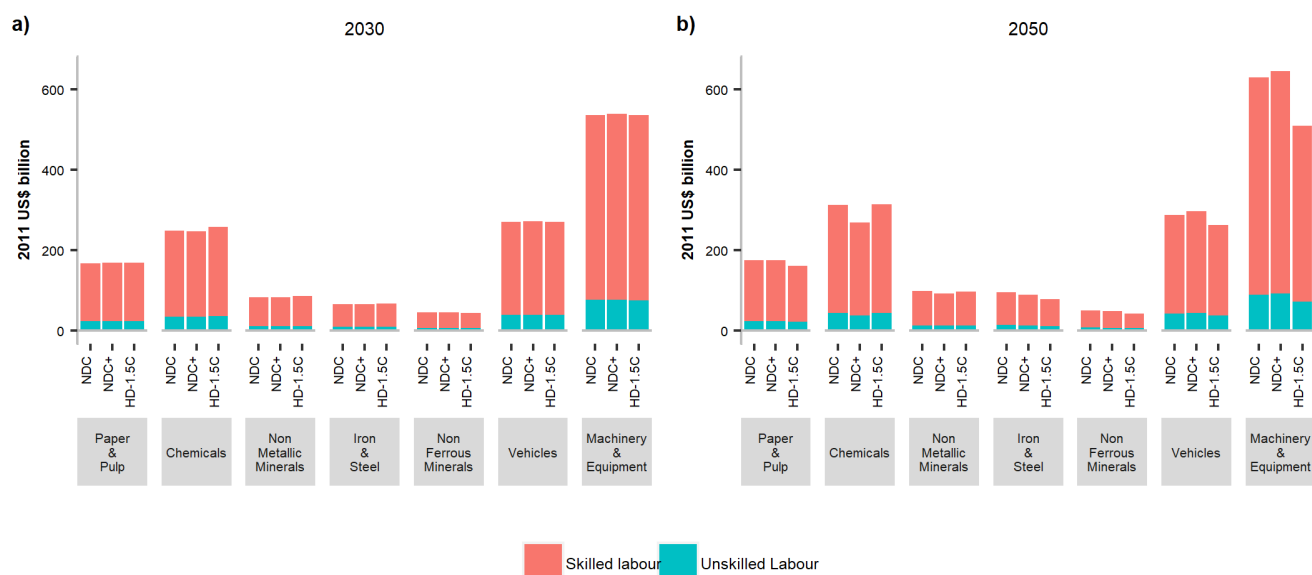 a)
2030
2011 US$ billion
600
400
200
0
NDC
NDC+
HD-1.5C
NDC
NDC+
HD-1.5C
NDC
NDC+
HD-1.5C
NDC
NDC+
HD-1.5C
NDC
NDC+
HD-1.5C
NDC
NDC+
HD-1.5C
NDC
NDC+
HD-1.5C
Paper
&
Pulp
Chemicals
Non
Metallic
Minerals
Iron
&
Steel
Non
Ferrous
Minerals
Vehicles
Machinery
&
Equipment
b)
2050
2011 US$ billion
600
400
200
0
NDC
NDC+
HD-1.5C
NDC
NDC+
HD-1.5C
NDC
NDC+
HD-1.5C
NDC
NDC+
HD-1.5C
NDC
NDC+
HD-1.5C
NDC
NDC+
HD-1.5C
NDC
NDC+
HD-1.5C
Paper
&
Pulp
Chemicals
Non
Metallic
Minerals
Iron
&
Steel
Non
Ferrous
Minerals
Vehicles
Machinery
&
Equipment
Skilled labour
Unskilled Labour